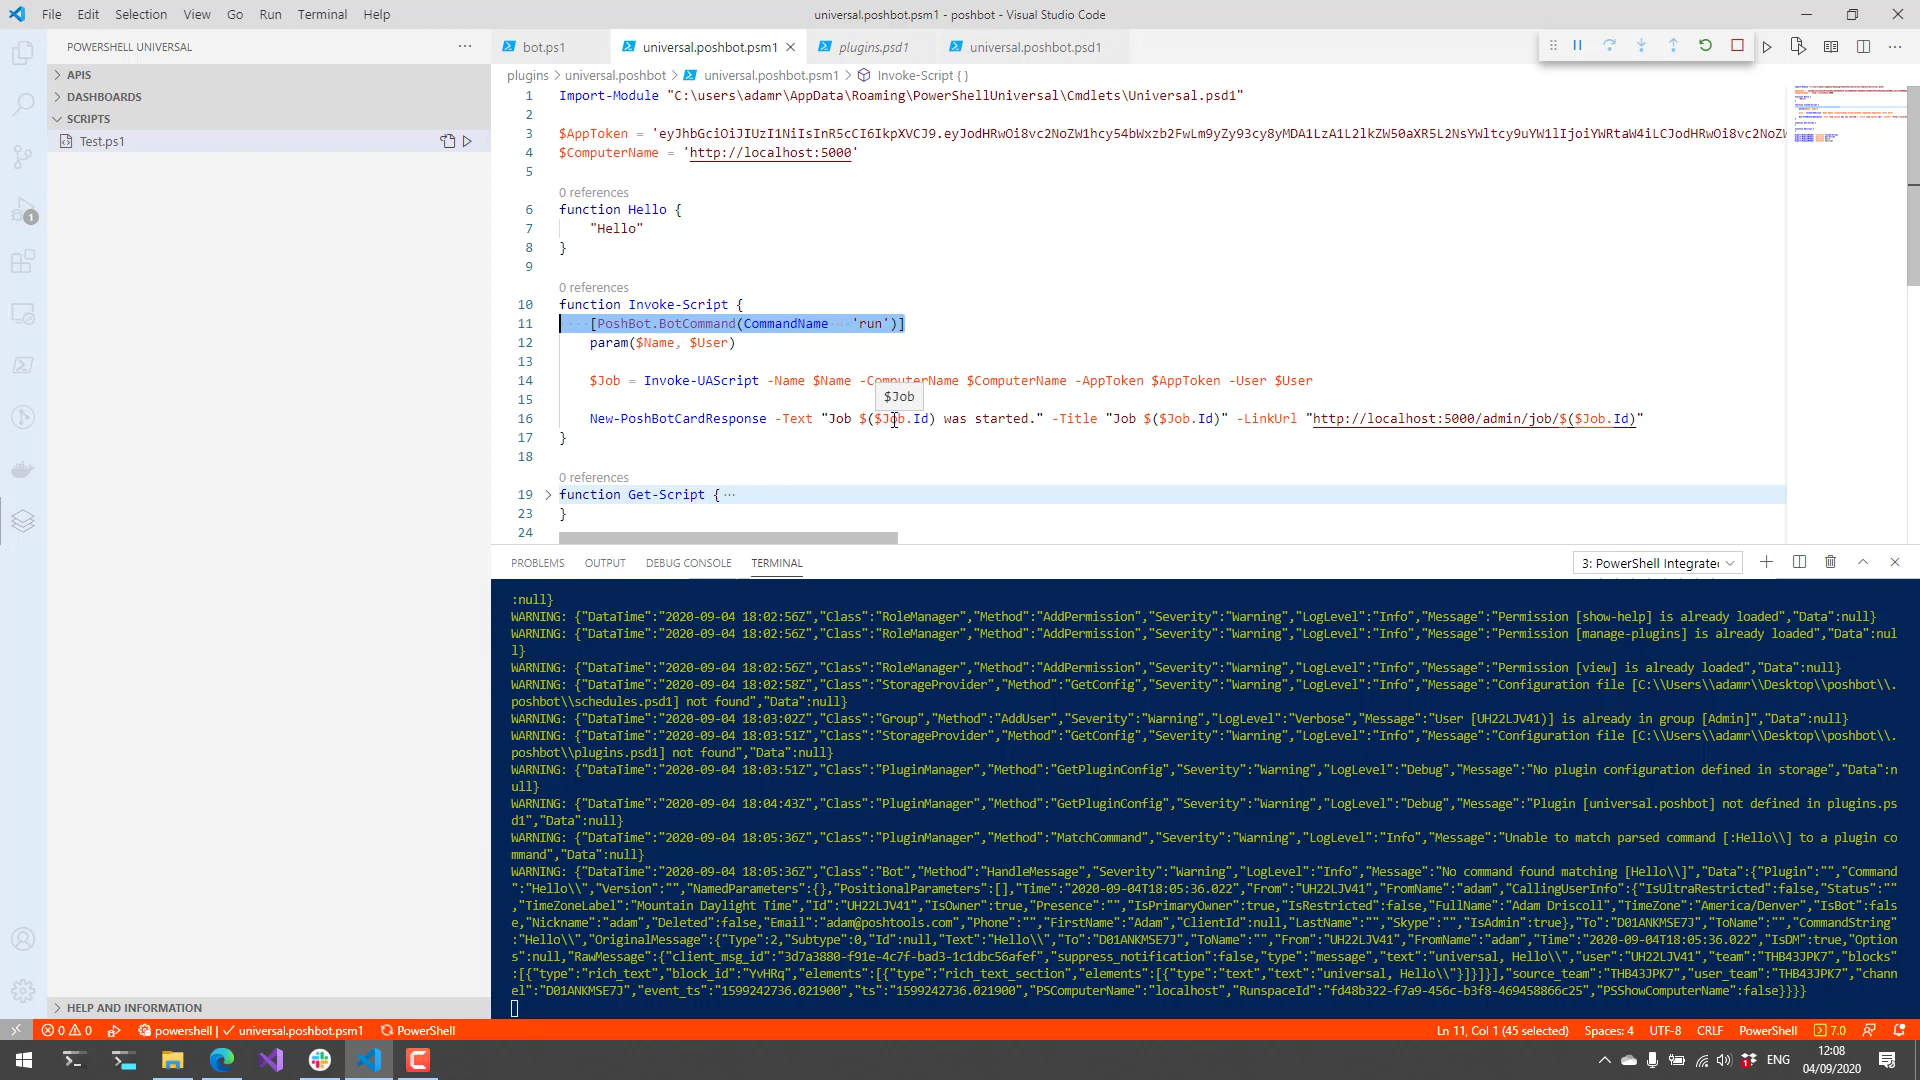 File Edit Selection View Go Run Terminal Help
universal.poshbot.psm1 - poshbot - Visual Studio Code
POWERSHELL UNIVERSAL
APIS
DASHBOARDS
SCRIPTS
Test.ps1
HELP AND INFORMATION
bot.ps1 universal.poshbot.psm1 plugins.psd1 universal.poshbot.psd1
plugins > universal.poshbot > universal.poshbot.psm1 > Invoke-Script { }
1 Import-Module "C:\users\adamr\AppData\Roaming\PowerShellUniversal\Cmdlets\Universal.psd1"
2
3
4 $ComputerName = 'http://localhost:5000'
5
0 references
6 function Hello {
7 "Hello"
8 }
9
0 references
10 function Invoke-Script {
11 [PoshBot.BotCommand(CommandName = 'run')]
12 param($Name, $User)
13
14 $Job = Invoke-UAScript -Name $Name -ComputerName $ComputerName -AppToken $AppToken -User $User
$Job
15
16 New-PoshBotCardResponse -Text "Job $($Job.Id) was started." -Title "Job $($Job.Id)" -LinkUrl "http://localhost:5000/admin/job/$($Job.Id)"
17 }
18
0 references
19 function Get-Script { ...
23 }
24
PROBLEMS OUTPUT DEBUG CONSOLE TERMINAL
3: PowerShell Integrated
:null}
WARNING: {"DataTime":"2020-09-04 18:02:56Z","Class":"RoleManager","Method":"AddPermission","Severity":"Warning","LogLevel":"Info","Message":"Permission [show-help] is already loaded","Data":null}
WARNING: {"DataTime":"2020-09-04 18:02:56Z","Class":"RoleManager","Method":"AddPermission","Severity":"Warning","LogLevel":"Info","Message":"Permission [manage-plugins] is already loaded","Data":nul
l}
WARNING: {"DataTime":"2020-09-04 18:02:56Z","Class":"RoleManager","Method":"AddPermission","Severity":"Warning","LogLevel":"Info","Message":"Permission [view] is already loaded","Data":null}
WARNING: {"DataTime":"2020-09-04 18:02:58Z","Class":"StorageProvider","Method":"GetConfig","Severity":"Warning","LogLevel":"Info","Message":"Configuration file [C:\\Users\\adamr\\Desktop\\poshbot\\.
poshbot\\schedules.psd1] not found","Data":null}
WARNING: {"DataTime":"2020-09-04 18:03:02Z","Class":"Group","Method":"AddUser","Severity":"Warning","LogLevel":"Verbose","Message":"User [UH22LJV41)] is already in group [Admin]","Data":null}
WARNING: {"DataTime":"2020-09-04 18:03:51Z","Class":"StorageProvider","Method":"GetConfig","Severity":"Warning","LogLevel":"Info","Message":"Configuration file [C:\\Users\\adamr\\Desktop\\poshbot\\.
poshbot\\plugins.psd1] not found","Data":null}
WARNING: {"DataTime":"2020-09-04 18:03:51Z","Class":"PluginManager","Method":"GetPluginConfig","Severity":"Warning","LogLevel":"Debug","Message":"No plugin configuration defined in storage","Data":n
ull}
WARNING: {"DataTime":"2020-09-04 18:04:43Z","Class":"PluginManager","Method":"GetPluginConfig","Severity":"Warning","LogLevel":"Debug","Message":"Plugin [universal.poshbot] not defined in plugins.ps
d1","Data":null}
WARNING: {"DataTime":"2020-09-04 18:05:36Z","Class":"PluginManager","Method":"MatchCommand","Severity":"Warning","LogLevel":"Info","Message":"Unable to match parsed command [:Hello\\] to a plugin co
mmand","Data":null}
WARNING: {"DataTime":"2020-09-04 18:05:36Z","Class":"Bot","Method":"HandleMessage","Severity":"Warning","LogLevel":"Info","Message":"No command found matching [Hello\\]","Data":{"Plugin":"","Command
":"Hello\\","Version":"","NamedParameters":{},"PositionalParameters":[],"Time":"2020-09-04T18:05:36.022","From":"UH22LJV41","FromName":"adam","CallingUserInfo":{"IsUltraRestricted":false,"Status":""
,"TimeZoneLabel":"Mountain Daylight Time","Id":"UH22LJV41","IsOwner":true,"Presence":"","IsPrimaryOwner":true,"IsRestricted":false,"FullName":"Adam Driscoll","TimeZone":"America/Denver","IsBot":fals
e,"Nickname":"adam","Deleted":false,"Email":"adam@poshtools.com","Phone":"","FirstName":"Adam","ClientId":null,"LastName":"","Skype":"","IsAdmin":true},"To":"D01ANKMSE7J","ToName":"","CommandString"
:"Hello\\","OriginalMessage":{"Type":2,"Subtype":0,"Id":null,"Text":"Hello\\","To":"D01ANKMSE7J","ToName":"","From":"UH22LJV41","FromName":"adam","Time":"2020-09-04T18:05:36.022","IsDM":true,"Option
s":null,"RawMessage":{"client_msg_id":"3d7a3880-f91e-4c7f-bad3-1c1dbc56afef","suppress_notification":false,"type":"message","text":"universal, Hello\\","user":"UH22LJV41","team":"THB43JPK7","blocks"
:[{"type":"rich_text","block_id":"YvHRq","elements":[{"type":"rich_text_section","elements":[{"type":"text","text":"universal, Hello\\"}]}]}],"source_team":"THB43JPK7","user_team":"THB43JPK7","chann
el":"D01ANKMSE7J","event_ts":"1599242736.021900","ts":"1599242736.021900","PSComputerName":"localhost","RunspaceId":"fd48b322-f7a9-456c-b3f8-469458866c25","PSShowComputerName":false}}}}
0 0 powershell | universal.poshbot.psm1 PowerShell
Ln 11, Col 1 (45 selected) Spaces: 4 UTF-8 CRLF PowerShell 7.0
ENG
12:08
04/09/2020
1